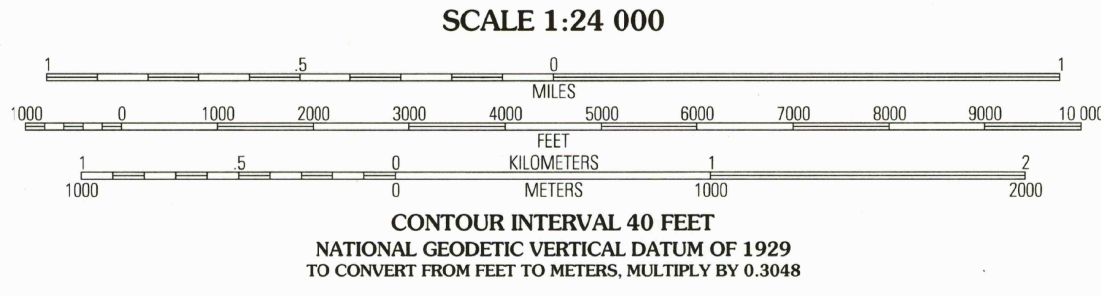 SCALE 1:24 000
1 .5 0 1
MILES
1000 0 1000 2000 3000 4000 5000 6000 7000 8000 9000 10 000
FEET
1 .5 0 KILOMETERS 1 2
1000 0 METERS 1000 2000
CONTOUR INTERVAL 40 FEET
NATIONAL GEODETIC VERTICAL DATUM OF 1929
TO CONVERT FROM FEET TO METERS, MULTIPLY BY 0.3048